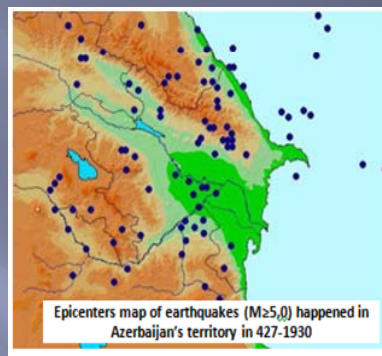 Epicenters map of earthquakes (M≥5,0) happened in
Azerbaijan's territory in 427-1930